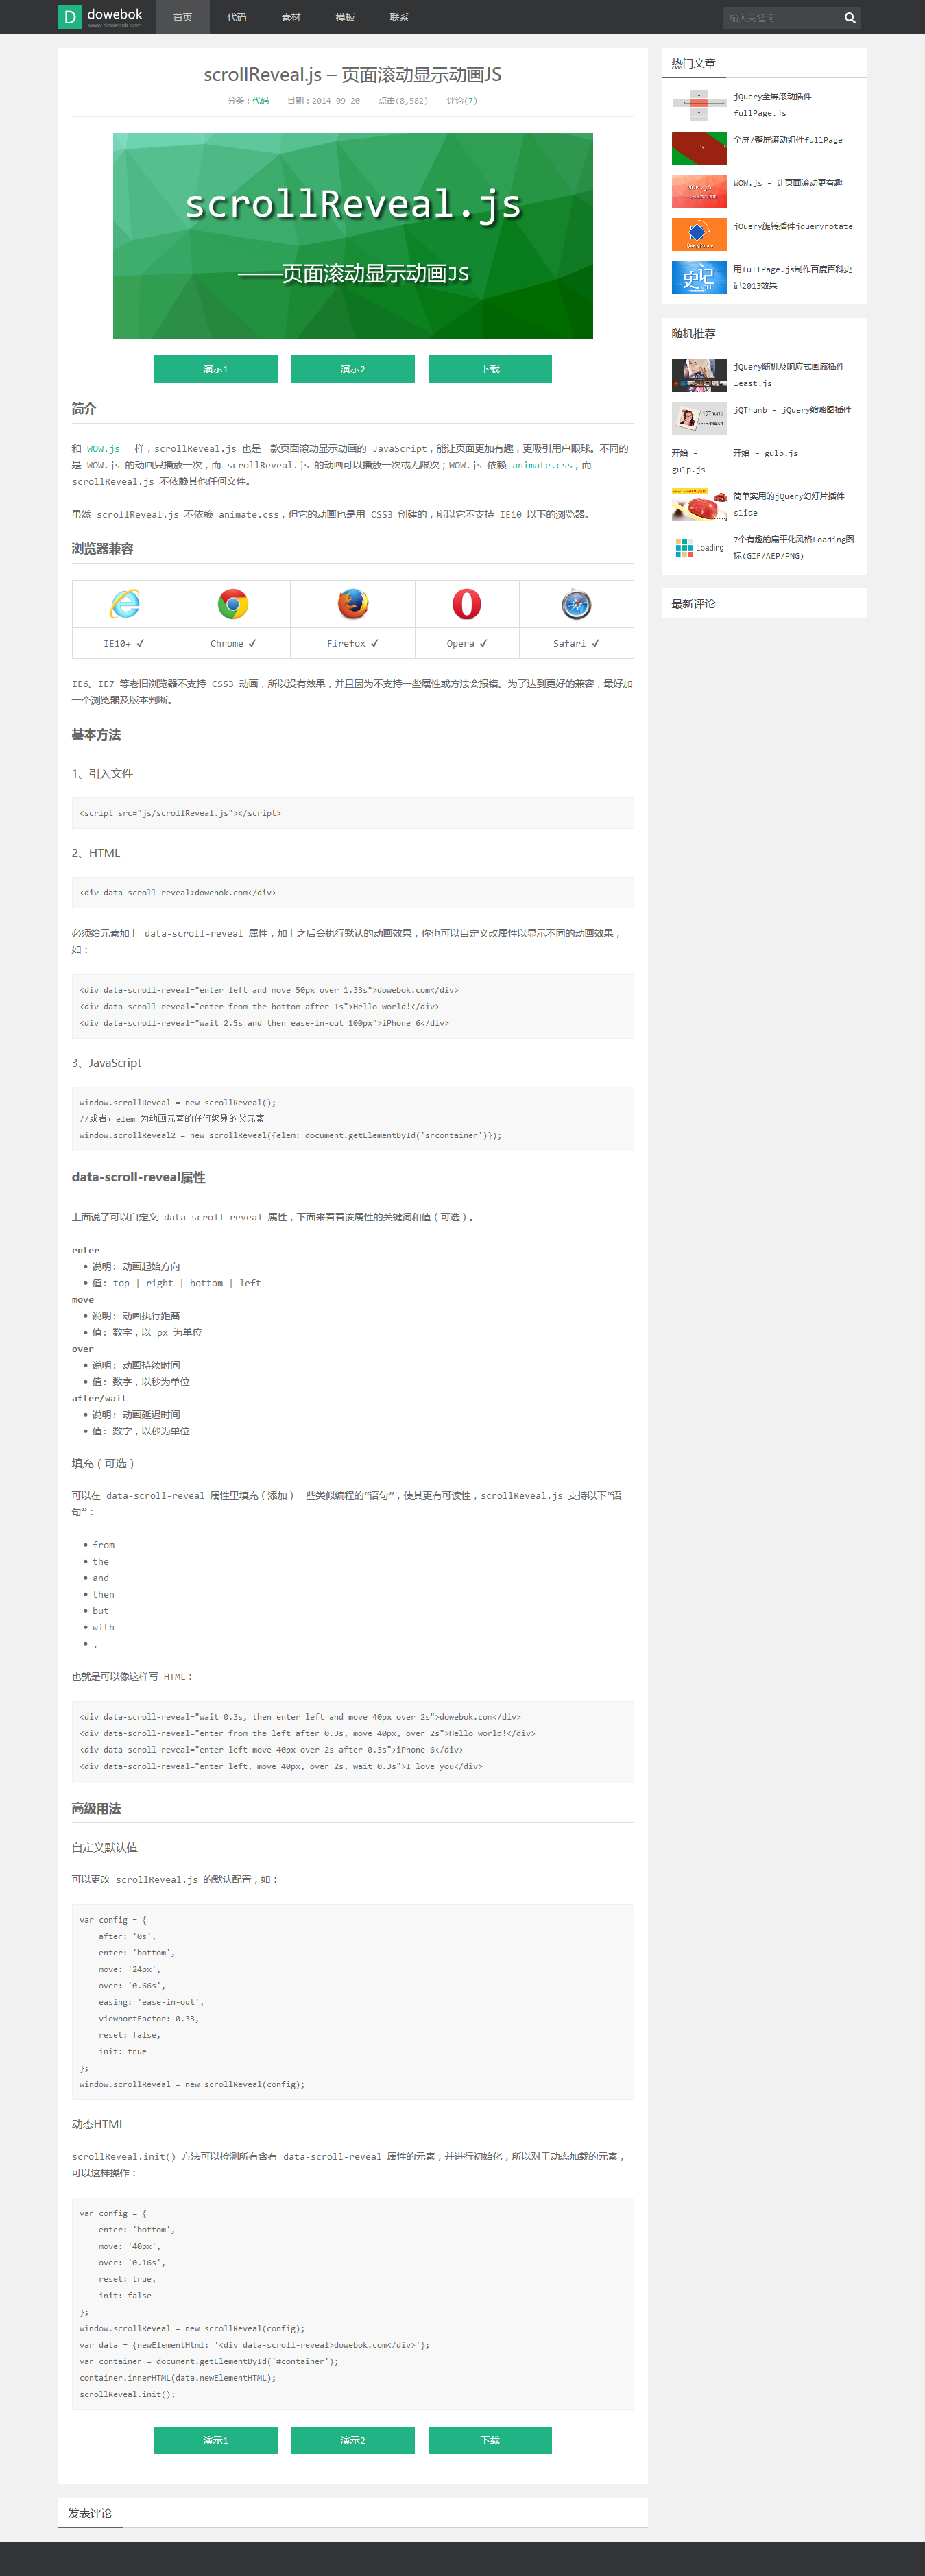 D dowebok
www.dowebok.com
首页 代码 素材 模板 联系
输入关键词
scrollReveal.js – 页面滚动显示动画JS
分类：代码 日期：2014-09-20 点击(8,582) 评论(7)
scrollReveal.js
——页面滚动显示动画JS
演示1 演示2 下载
简介
和 WOW.js 一样，scrollReveal.js 也是一款页面滚动显示动画的 JavaScript，能让页面更加有趣，更吸引用户眼球。不同的
是 WOW.js 的动画只播放一次，而 scrollReveal.js 的动画可以播放一次或无限次；WOW.js 依赖 animate.css，而
scrollReveal.js 不依赖其他任何文件。
虽然 scrollReveal.js 不依赖 animate.css，但它的动画也是用 CSS3 创建的，所以它不支持 IE10 以下的浏览器。
浏览器兼容
IE10+ ✔ Chrome ✔ Firefox ✔ Opera ✔ Safari ✔
IE6、IE7 等老旧浏览器不支持 CSS3 动画，所以没有效果，并且因为不支持一些属性或方法会报错。为了达到更好的兼容，最好加
一个浏览器及版本判断。
基本方法
1、引入文件
<script src="js/scrollReveal.js"></script>
2、HTML
<div data-scroll-reveal>dowebok.com</div>
必须给元素加上 data-scroll-reveal 属性，加上之后会执行默认的动画效果，你也可以自定义改属性以显示不同的动画效果，
如：
<div data-scroll-reveal="enter left and move 50px over 1.33s">dowebok.com</div>
<div data-scroll-reveal="enter from the bottom after 1s">Hello world!</div>
<div data-scroll-reveal="wait 2.5s and then ease-in-out 100px">iPhone 6</div>
3、JavaScript
window.scrollReveal = new scrollReveal();
//或者，elem 为动画元素的任何级别的父元素
window.scrollReveal2 = new scrollReveal({elem: document.getElementById('srcontainer')});
data-scroll-reveal属性
上面说了可以自定义 data-scroll-reveal 属性，下面来看看该属性的关键词和值（可选）。
enter
• 说明: 动画起始方向
• 值: top | right | bottom | left
move
• 说明: 动画执行距离
• 值: 数字，以 px 为单位
over
• 说明: 动画持续时间
• 值: 数字，以秒为单位
after/wait
• 说明: 动画延迟时间
• 值: 数字，以秒为单位
填充（可选）
可以在 data-scroll-reveal 属性里填充（添加）一些类似编程的“语句”，使其更有可读性，scrollReveal.js 支持以下“语
句”：
• from
• the
• and
• then
• but
• with
• ,
也就是可以像这样写 HTML：
<div data-scroll-reveal="wait 0.3s, then enter left and move 40px over 2s">dowebok.com</div>
<div data-scroll-reveal="enter from the left after 0.3s, move 40px, over 2s">Hello world!</div>
<div data-scroll-reveal="enter left move 40px over 2s after 0.3s">iPhone 6</div>
<div data-scroll-reveal="enter left, move 40px, over 2s, wait 0.3s">I love you</div>
高级用法
自定义默认值
可以更改 scrollReveal.js 的默认配置，如：
var config = {
after: '0s',
enter: 'bottom',
move: '24px',
over: '0.66s',
easing: 'ease-in-out',
viewportFactor: 0.33,
reset: false,
init: true
};
window.scrollReveal = new scrollReveal(config);
动态HTML
scrollReveal.init() 方法可以检测所有含有 data-scroll-reveal 属性的元素，并进行初始化，所以对于动态加载的元素，
可以这样操作：
var config = {
enter: 'bottom',
move: '40px',
over: '0.16s',
reset: true,
init: false
};
window.scrollReveal = new scrollReveal(config);
var data = {newElementHtml: '<div data-scroll-reveal>dowebok.com</div>'};
var container = document.getElementById('#container');
container.innerHTML(data.newElementHTML);
scrollReveal.init();
演示1 演示2 下载
发表评论
热门文章
jQuery全屏滚动插件
fullPage.js
全屏/整屏滚动组件fullPage
WOW.js
WOW.js – 让页面滚动更有趣
jQuery旋转插件jqueryrotate
史记
用fullPage.js制作百度百科史
记2013效果
随机推荐
jQuery随机及响应式画廊插件
least.js
jQThumb
jQThumb – jQuery缩略图插件
开始 –
gulp.js
开始 – gulp.js
简单实用的jQuery幻灯片插件
slide
Loading
7个有趣的扁平化风格Loading图
标(GIF/AEP/PNG)
最新评论